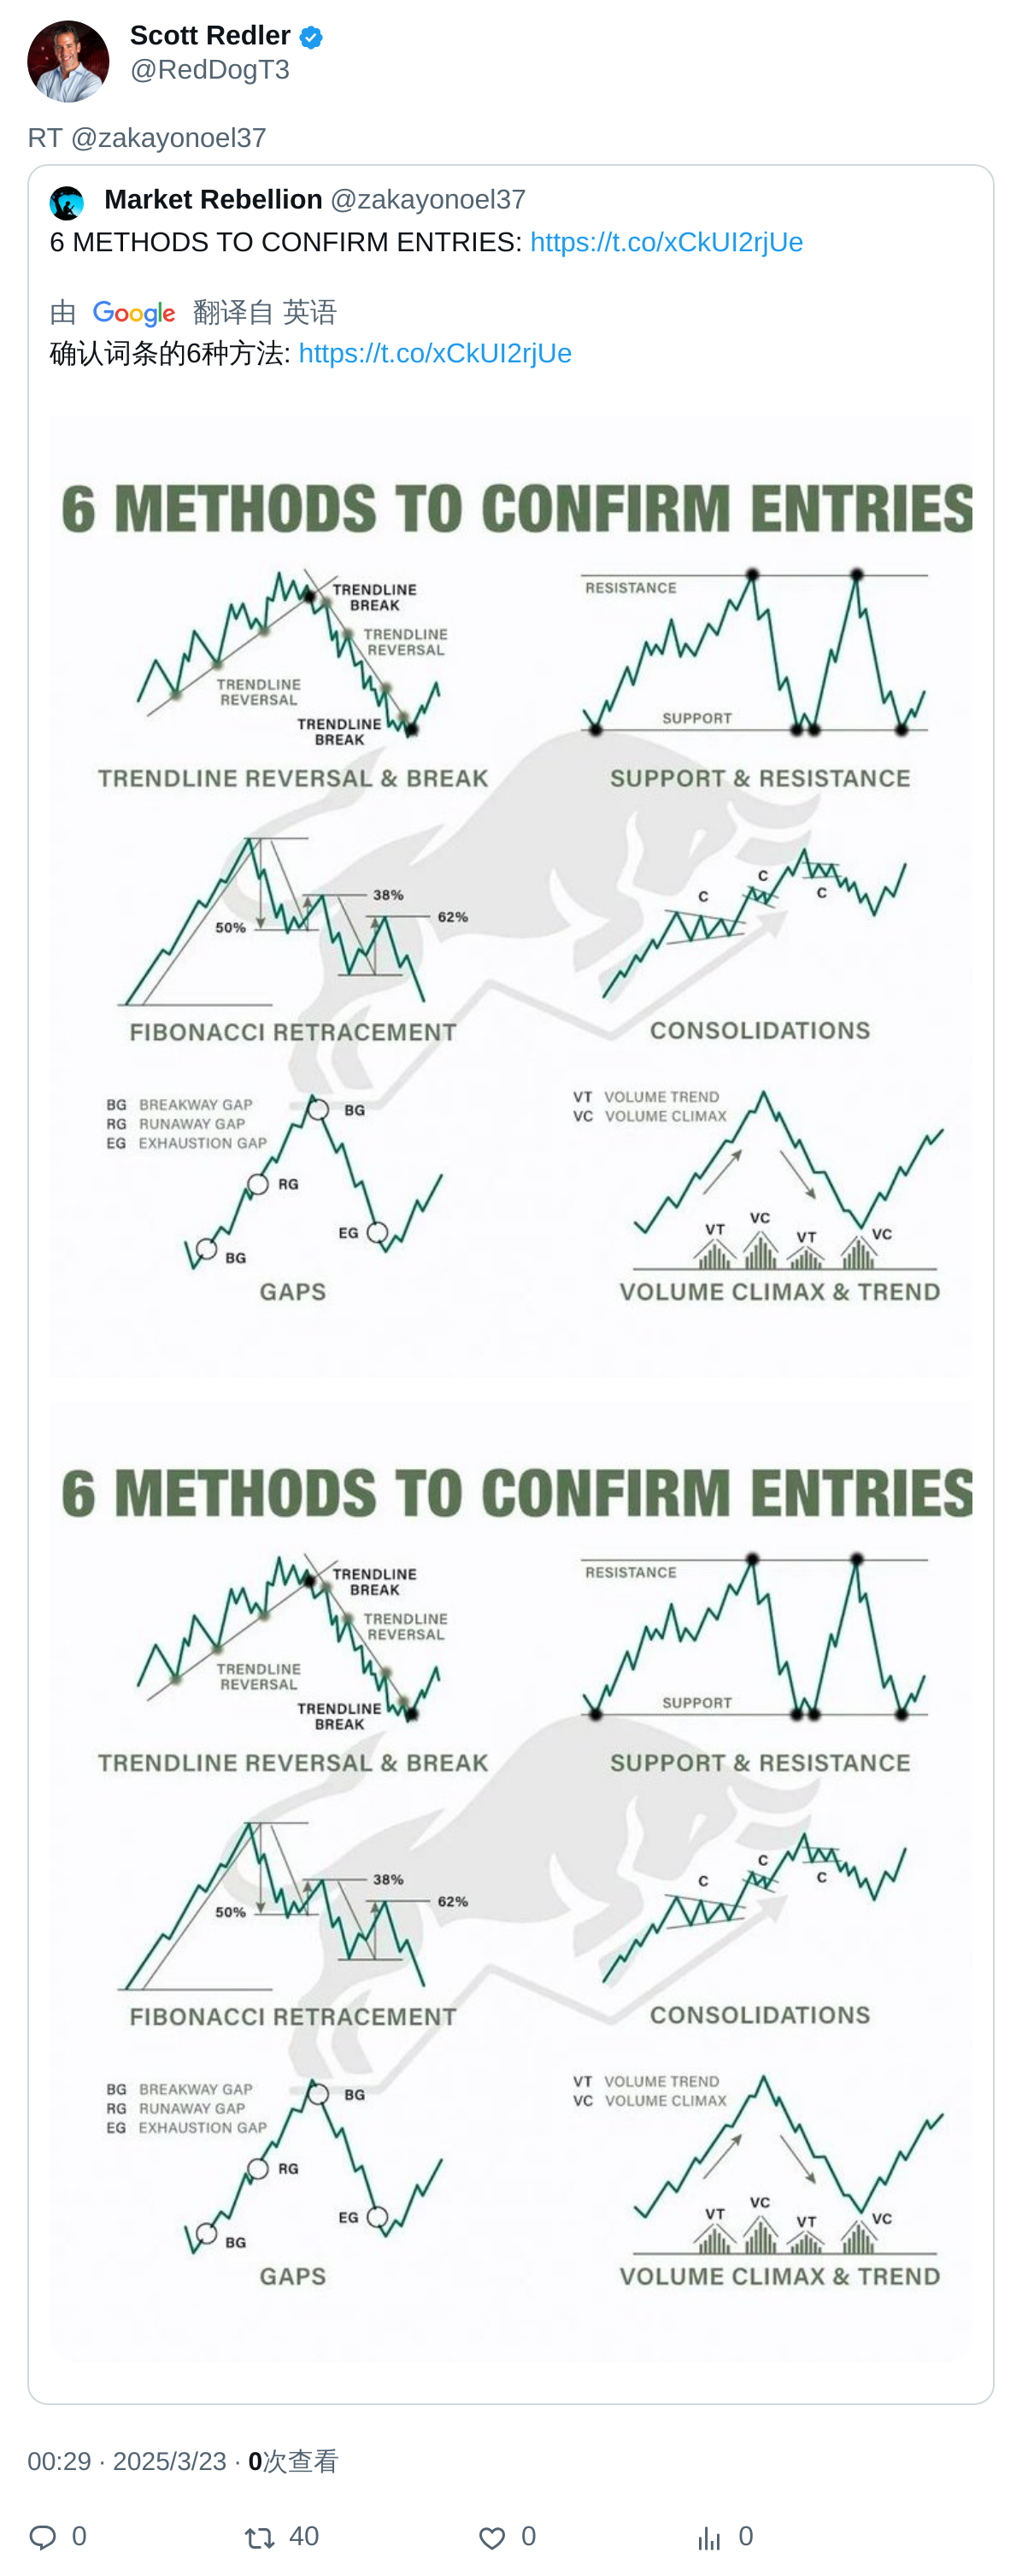 Scott Redler
@RedDogT3
RT @zakayonoel37
Market Rebellion @zakayonoel37
6 METHODS TO CONFIRM ENTRIES: https://t.co/xCkUI2rjUe
由 Google 翻译自 英语
确认词条的6种方法: https://t.co/xCkUI2rjUe
6 METHODS TO CONFIRM ENTRIES
TRENDLINE
BREAK
TRENDLINE
REVERSAL
TRENDLINE
REVERSAL
TRENDLINE
BREAK
TRENDLINE REVERSAL & BREAK
RESISTANCE
SUPPORT
SUPPORT & RESISTANCE
38%
62%
50%
FIBONACCI RETRACEMENT
C
C
C
CONSOLIDATIONS
BG BREAKWAY GAP
RG RUNAWAY GAP
EG EXHAUSTION GAP
BG
RG
EG
BG
GAPS
VT VOLUME TREND
VC VOLUME CLIMAX
VT
VC
VT
VC
VOLUME CLIMAX & TREND
6 METHODS TO CONFIRM ENTRIES
TRENDLINE
BREAK
TRENDLINE
REVERSAL
TRENDLINE
REVERSAL
TRENDLINE
BREAK
TRENDLINE REVERSAL & BREAK
RESISTANCE
SUPPORT
SUPPORT & RESISTANCE
38%
62%
50%
FIBONACCI RETRACEMENT
C
C
C
CONSOLIDATIONS
BG BREAKWAY GAP
RG RUNAWAY GAP
EG EXHAUSTION GAP
BG
RG
EG
BG
GAPS
VT VOLUME TREND
VC VOLUME CLIMAX
VT
VC
VT
VC
VOLUME CLIMAX & TREND
00:29 · 2025/3/23 · 0次查看
0 40 0 0